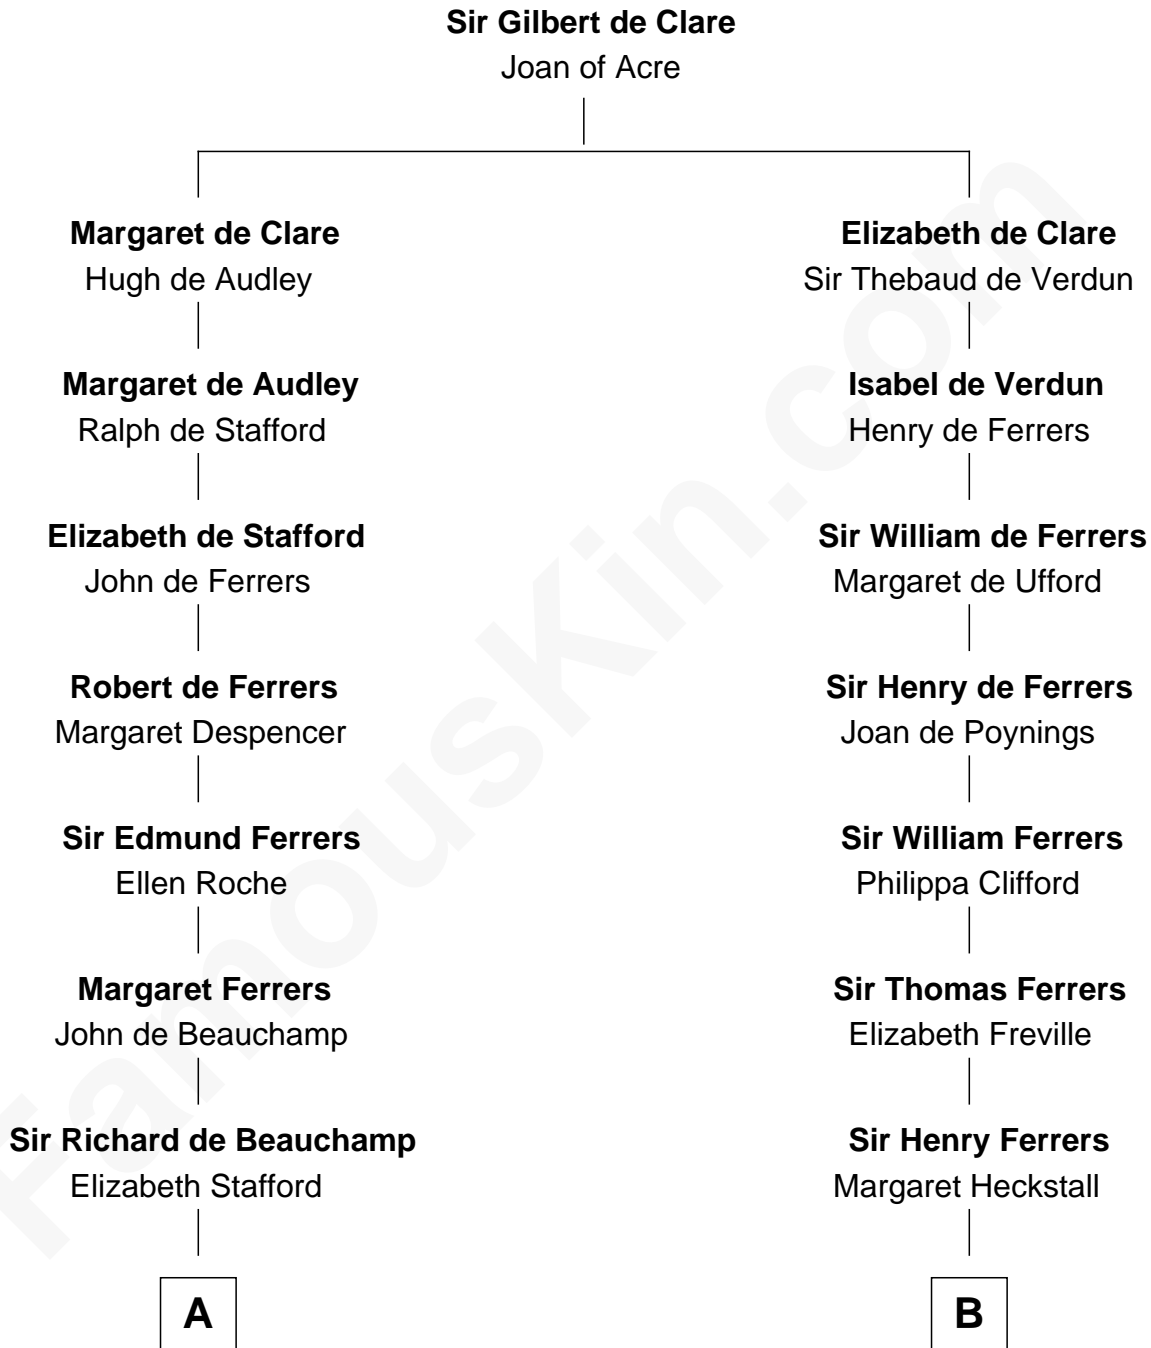 Sir Gilbert de Clare
Joan of Acre
Margaret de Clare
Hugh de Audley
Elizabeth de Clare
Sir Thebaud de Verdun
Margaret de Audley
Ralph de Stafford
Isabel de Verdun
Henry de Ferrers
Elizabeth de Stafford
John de Ferrers
Sir William de Ferrers
Margaret de Ufford
Robert de Ferrers
Margaret Despencer
Sir Henry de Ferrers
Joan de Poynings
Sir Edmund Ferrers
Ellen Roche
Sir William Ferrers
Philippa Clifford
Margaret Ferrers
John de Beauchamp
Sir Thomas Ferrers
Elizabeth Freville
Sir Richard de Beauchamp
Elizabeth Stafford
Sir Henry Ferrers
Margaret Heckstall
A
B
FamousKin.com